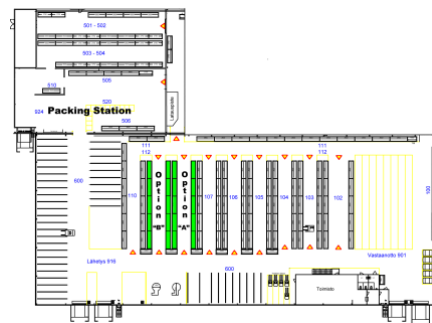 501 - 502
503 - 504
505
510
520
924
Packing Station
506
111
112
111
112
600
110
Option "B"
Option "A"
107
106
105
104
103
102
100
Lähetys 916
Vastaanotto 901
600
Toimisto